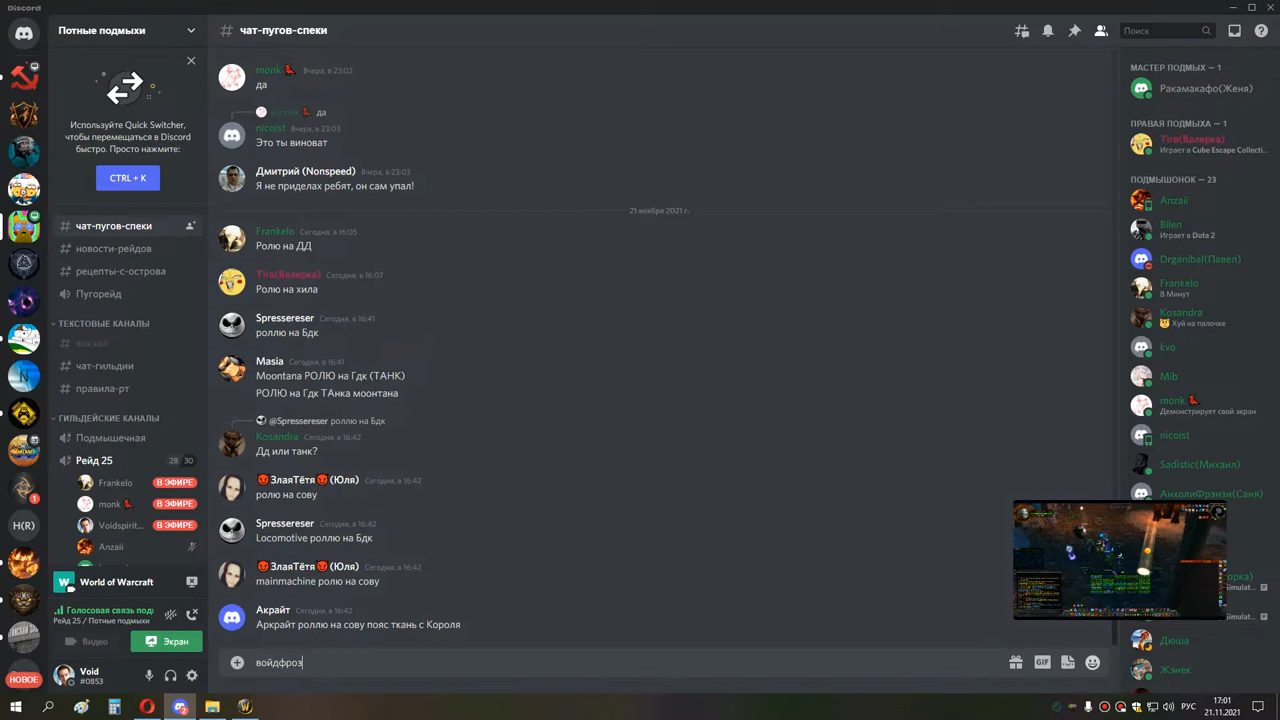 Discord
Потные подмыхи
чат-пугов-спеки
Поиск
Используйте Quick Switcher,
чтобы перемещаться в Discord
быстро. Просто нажмите:
CTRL + K
чат-пугов-спеки
новости-рейдов
рецепты-с-острова
Пугорейд
ТЕКСТОВЫЕ КАНАЛЫ
вокзал
чат-гильдии
правила-рт
ГИЛЬДЕЙСКИЕ КАНАЛЫ
Подмышечная
Рейд 25 28 30
Frankelo В ЭФИРЕ
monk В ЭФИРЕ
Voidspirit... В ЭФИРЕ
Anzaii
World of Warcraft
Голосовая связь под
Рейд 25 / Потные подмыхи
Видео
Экран
Void
#0853
НОВОЕ
1
H(R)
monk Вчера, в 23:02
да
@monk да
nicoist Вчера, в 23:03
Это ты виноват
Дмитрий (Nonspeed) Вчера, в 23:03
Я не приделах ребят, он сам упал!
21 ноября 2021 г.
Frankelo Сегодня, в 16:05
Ролю на ДД
Tira(Валерка) Сегодня, в 16:07
Ролю на хила
Spressereser Сегодня, в 16:41
роллю на Бдк
Masia Сегодня, в 16:41
Moontana РОЛЮ на Гдк (ТАНК)
РОЛЮ на Гдк ТАнка моонтана
@Spressereser роллю на Бдк
Kosandra Сегодня, в 16:42
Дд или танк?
ЗлаяТётя (Юля) Сегодня, в 16:42
ролю на сову
Spressereser Сегодня, в 16:42
Locomotive роллю на Бдк
ЗлаяТётя (Юля) Сегодня, в 16:42
mainmachine ролю на сову
Акрайт Сегодня, в 16:42
Аркрайт роллю на сову пояс ткань с Короля
войдфроз
GIF
МАСТЕР ПОДМЫХ — 1
Ракамакафо(Женя)
ПРАВАЯ ПОДМЫХА — 1
Tira(Валерка)
Играет в Cube Escape Collecti...
ПОДМЫШОНОК — 23
Anzaii
Bilen
Играет в Dota 2
Drganibal(Павел)
Frankelo
8 Минут
Kosandra
Хуй на палочке
kvo
Mib
monk
Демонстрирует свой экран
nicoist
Sadistic(Михаил)
АнхолиФрэнзи(Саня)
Дюша
Жэнек
РУС
17:01
21.11.2021